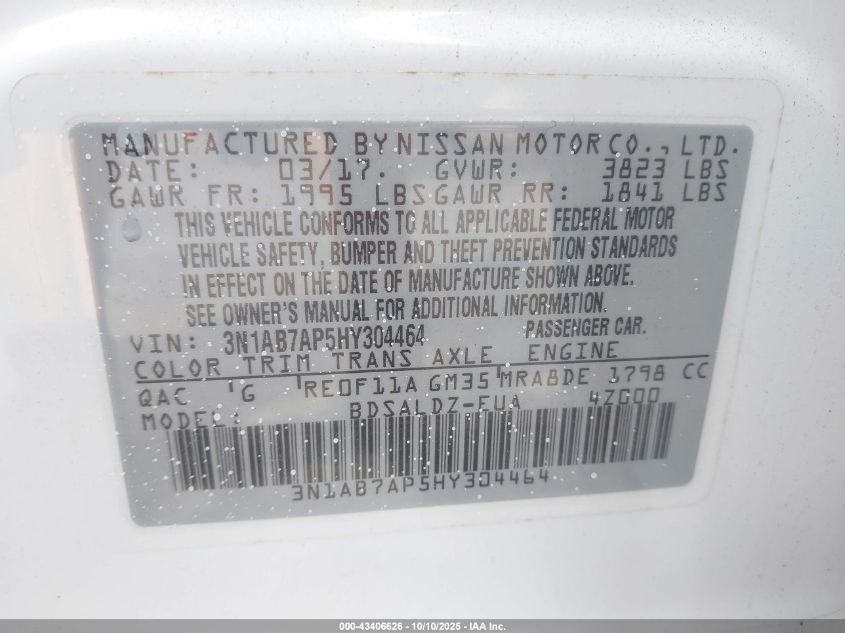 MANUFACTURED BY NISSAN MOTOR CO., LTD.
DATE: 03/17. GVWR: 3823 LBS
GAWR FR: 1995 LBS GAWR RR: 1841 LBS
THIS VEHICLE CONFORMS TO ALL APPLICABLE FEDERAL MOTOR
VEHICLE SAFETY, BUMPER AND THEFT PREVENTION STANDARDS
IN EFFECT ON THE DATE OF MANUFACTURE SHOWN ABOVE.
SEE OWNER'S MANUAL FOR ADDITIONAL INFORMATION.
VIN: 3N1AB7AP5HY304464 PASSENGER CAR.
COLOR TRIM TRANS AXLE ENGINE
QAC 'G 'RE0F11A GM35 'MRA8DE 1798 CC
MODEL: BDSALDZ-EUA 4Z000
3N1AB7AP5HY304464
000-43406626 - 10/10/2025 - IAA Inc.